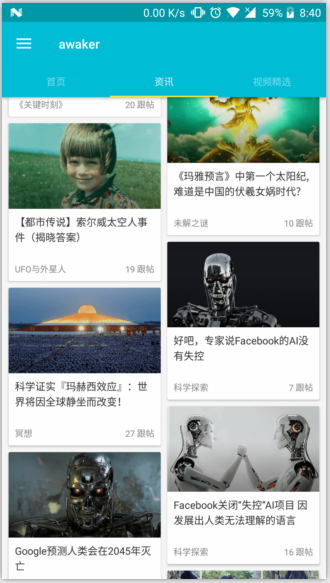 0.00 K/s 59% 8:40
awaker
首页 资讯 视频精选
《关键时刻》 20 跟帖
【都市传说】索尔威太空人事
件（揭晓答案）
UFO与外星人 19 跟帖
科学证实『玛赫西效应』：世
界将因全球静坐而改变！
冥想 27 跟帖
Google预测人类会在2045年灭
亡
《玛雅预言》中第一个太阳纪,
难道是中国的伏羲女娲时代?
未解之谜 10 跟帖
好吧，专家说Facebook的AI没
有失控
科学探索 7 跟帖
Facebook关闭“失控”AI项目 因
发展出人类无法理解的语言
科学探索 16 跟帖